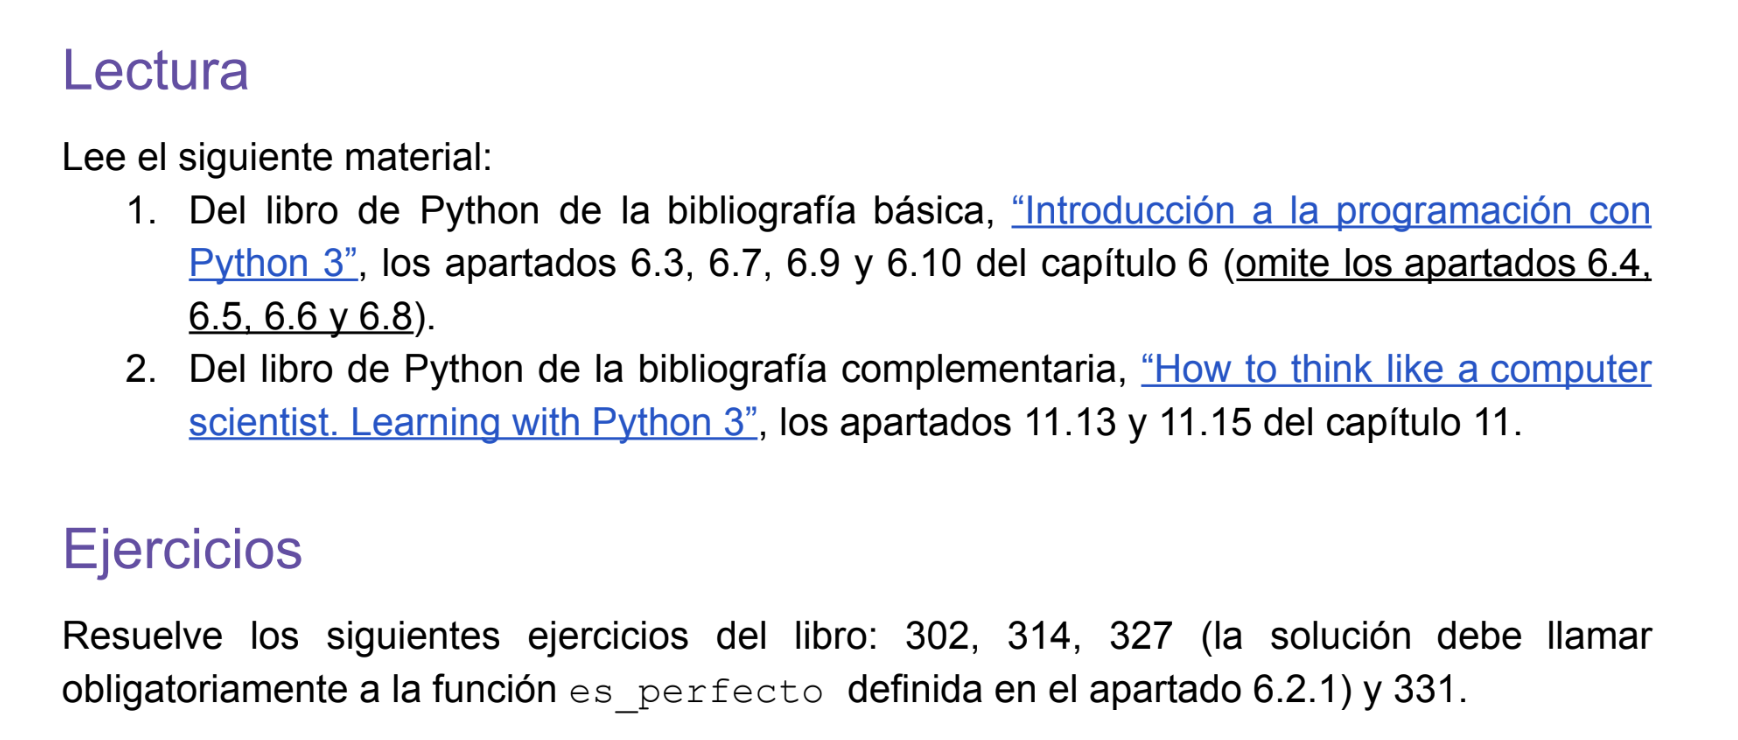 Lectura
Lee el siguiente material:
1. Del libro de Python de la bibliografía básica, “Introducción a la programación con
Python 3”, los apartados 6.3, 6.7, 6.9 y 6.10 del capítulo 6 (omite los apartados 6.4,
6.5, 6.6 y 6.8).
2. Del libro de Python de la bibliografía complementaria, “How to think like a computer
scientist. Learning with Python 3”, los apartados 11.13 y 11.15 del capítulo 11.
Ejercicios
Resuelve los siguientes ejercicios del libro: 302, 314, 327 (la solución debe llamar
obligatoriamente a la función es_perfecto definida en el apartado 6.2.1) y 331.